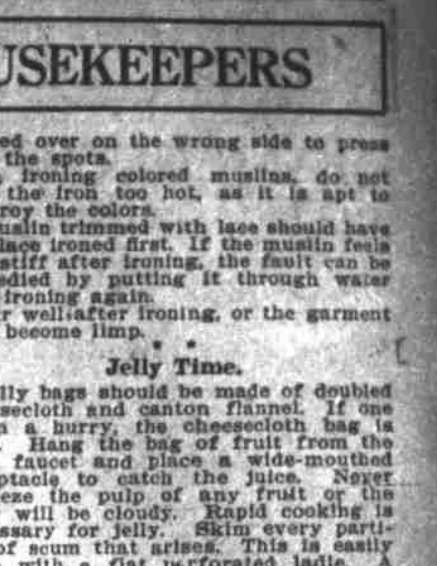 USEKEEPERS
ed over on the wrong side to press
the spots.
ironing colored muslins, do not
the iron too hot, as it is apt to
roy the colors.
uslin trimmed with lace should have
lace ironed first. If the muslin feels
stiff after ironing, the fault can be
edied by putting it through water
ironing again.
r well after ironing, or the garment
become limp.
* *
Jelly Time.
lly bags should be made of doubled
secloth and canton flannel. If one
n a hurry, the cheesecloth bag is
. Hang the bag of fruit from the
faucet and place a wide-mouthed
ptacle to catch the juice. Never
eze the pulp of any fruit or the
will be cloudy. Rapid cooking is
ssary for jelly. Skim every parti-
of scum that arises. This is easily
with a flat perforated ladle. A